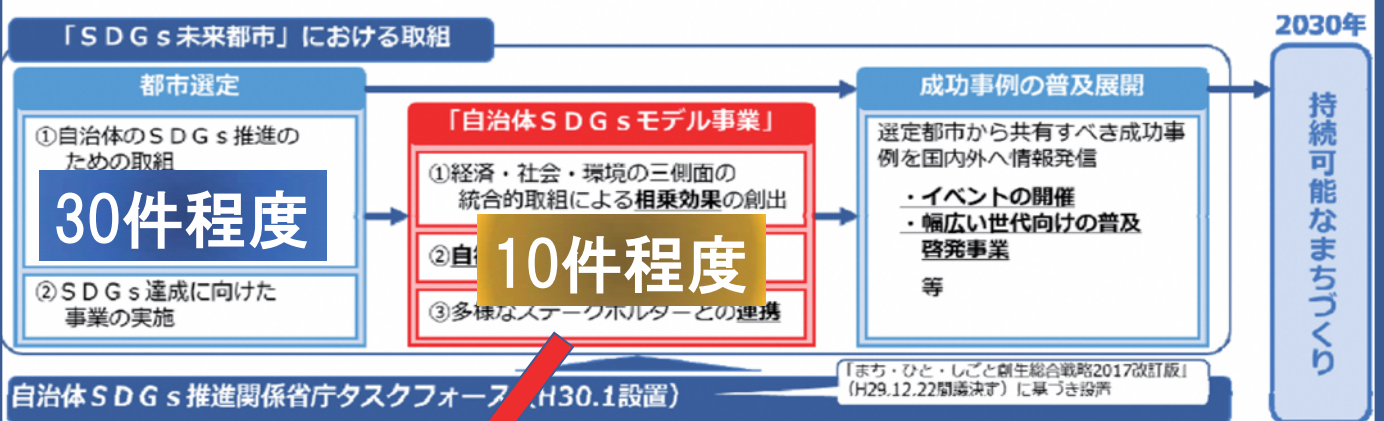 「ＳＤＧｓ未来都市」における取組
2030年
都市選定
①自治体のＳＤＧｓ推進の
ための取組
30件程度
②ＳＤＧｓ達成に向けた
事業の実施
「自治体ＳＤＧｓモデル事業」
①経済・社会・環境の三側面の
統合的取組による相乗効果の創出
②自
10件程度
③多様なステークホルダーとの連携
成功事例の普及展開
選定都市から共有すべき成功事
例を国内外へ情報発信
・イベントの開催
・幅広い世代向けの普及
啓発事業
等
持続可能なまちづくり
自治体ＳＤＧｓ推進関係省庁タスクフォース（H30.1設置）
「まち・ひと・しごと創生総合戦略2017改訂版」
（H29.12.22閣議決定）に基づき設置